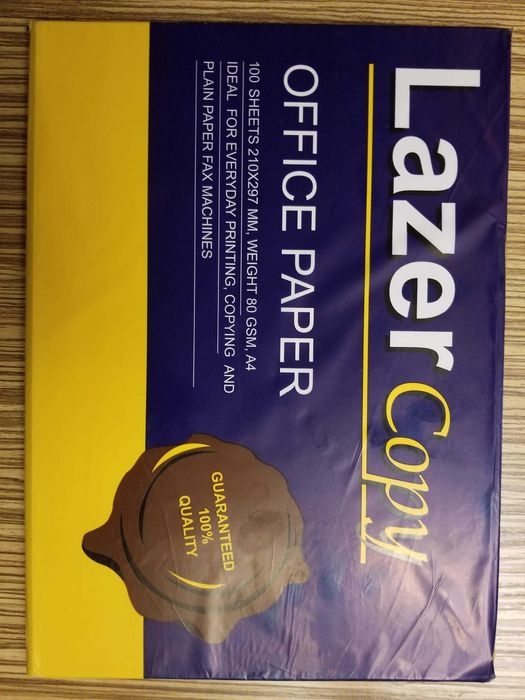 Lazer Copy
OFFICE PAPER
100 SHEETS 210X297 MM, WEIGHT 80 GSM, A4
IDEAL FOR EVERYDAY PRINTING, COPYING AND
PLAIN PAPER FAX MACHINES
GUARANTEED
100%
QUALITY